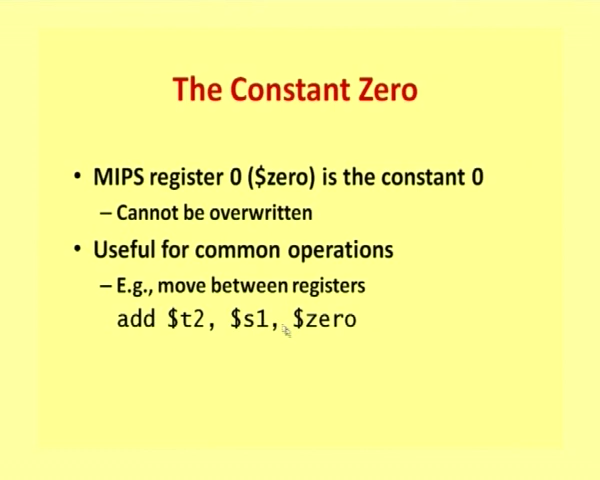 The Constant Zero
• MIPS register 0 ($zero) is the constant 0
– Cannot be overwritten
• Useful for common operations
– E.g., move between registers
add $t2, $s1, $zero